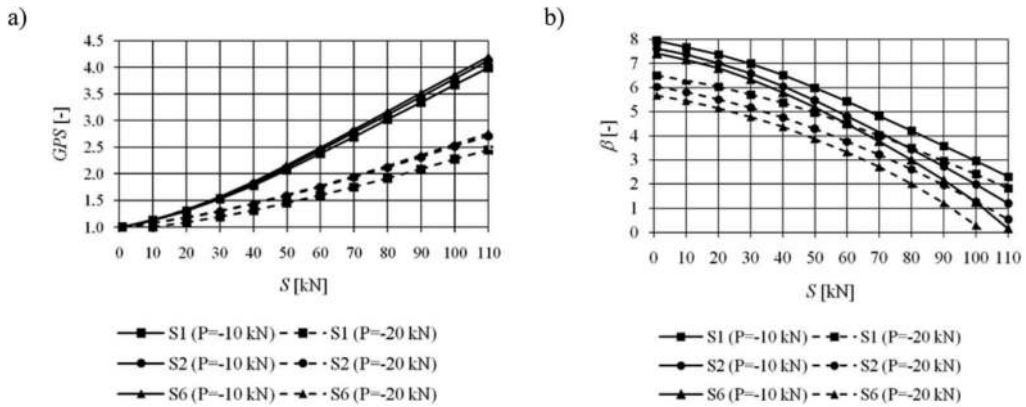 a)
4.5
4.0
3.5
3.0
2.5
2.0
1.5
1.0
GPS [-]
0 10 20 30 40 50 60 70 80 90 100 110
S [kN]
S1 (P=-10 kN) S1 (P=-20 kN)
S2 (P=-10 kN) S2 (P=-20 kN)
S6 (P=-10 kN) S6 (P=-20 kN)
b)
8
7
6
5
4
3
2
1
0
β [-]
0 10 20 30 40 50 60 70 80 90 100 110
S [kN]
S1 (P=-10 kN) S1 (P=-20 kN)
S2 (P=-10 kN) S2 (P=-20 kN)
S6 (P=-10 kN) S6 (P=-20 kN)